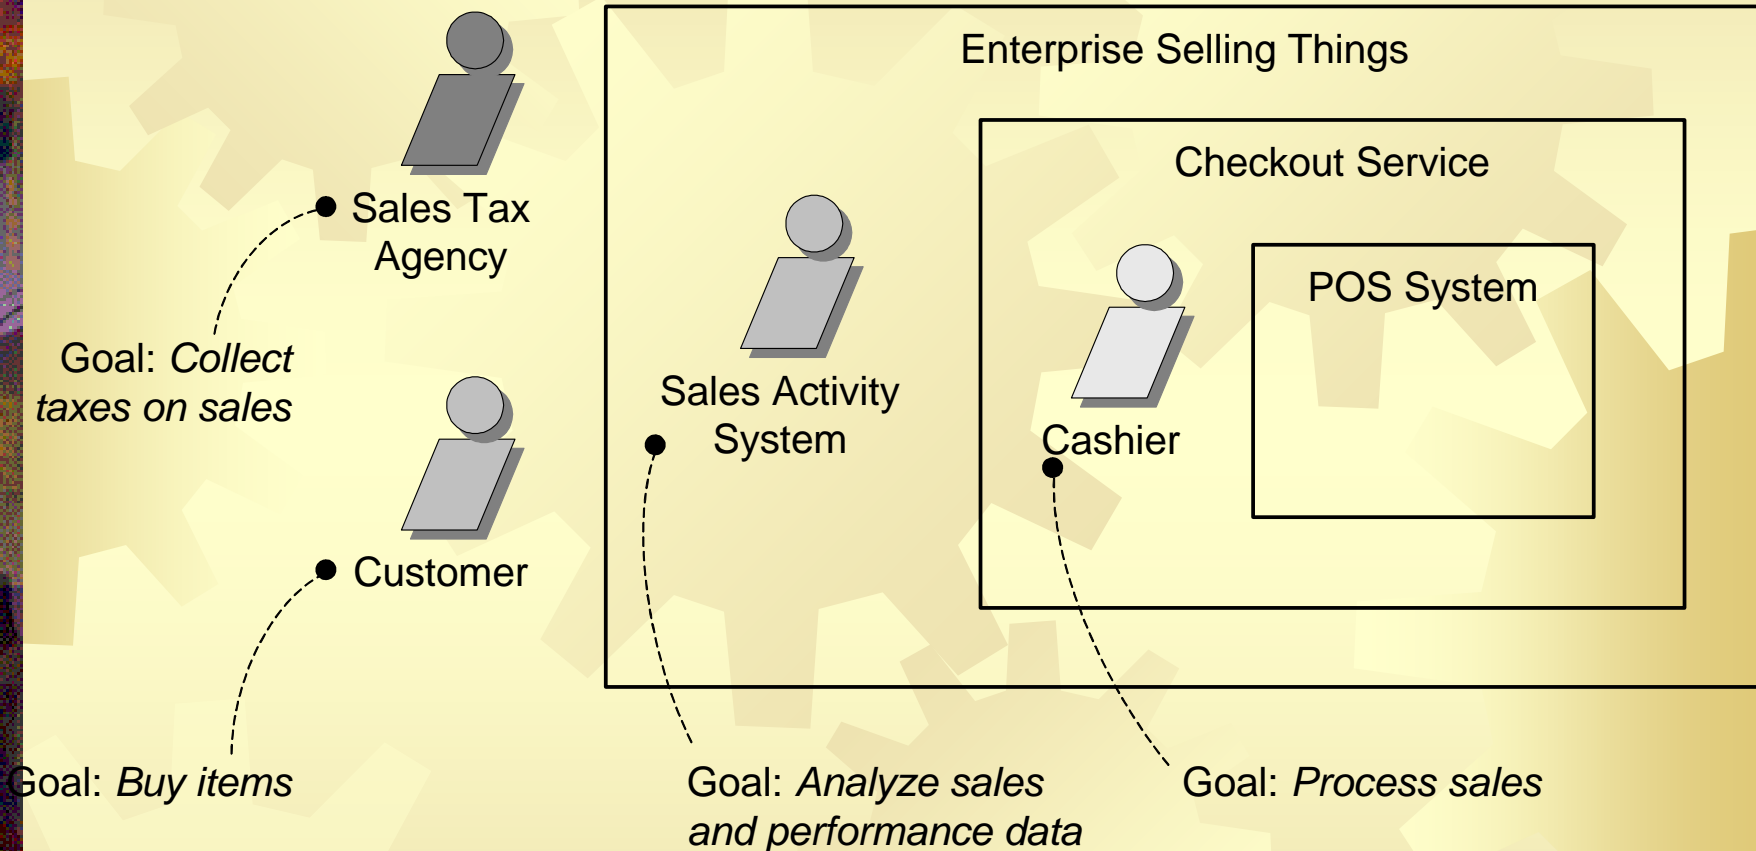 Enterprise Selling Things
Checkout Service
POS System
Sales Tax
Agency
Goal: Collect
taxes on sales
Sales Activity
System
Cashier
Customer
Goal: Buy items
Goal: Analyze sales
and performance data
Goal: Process sales